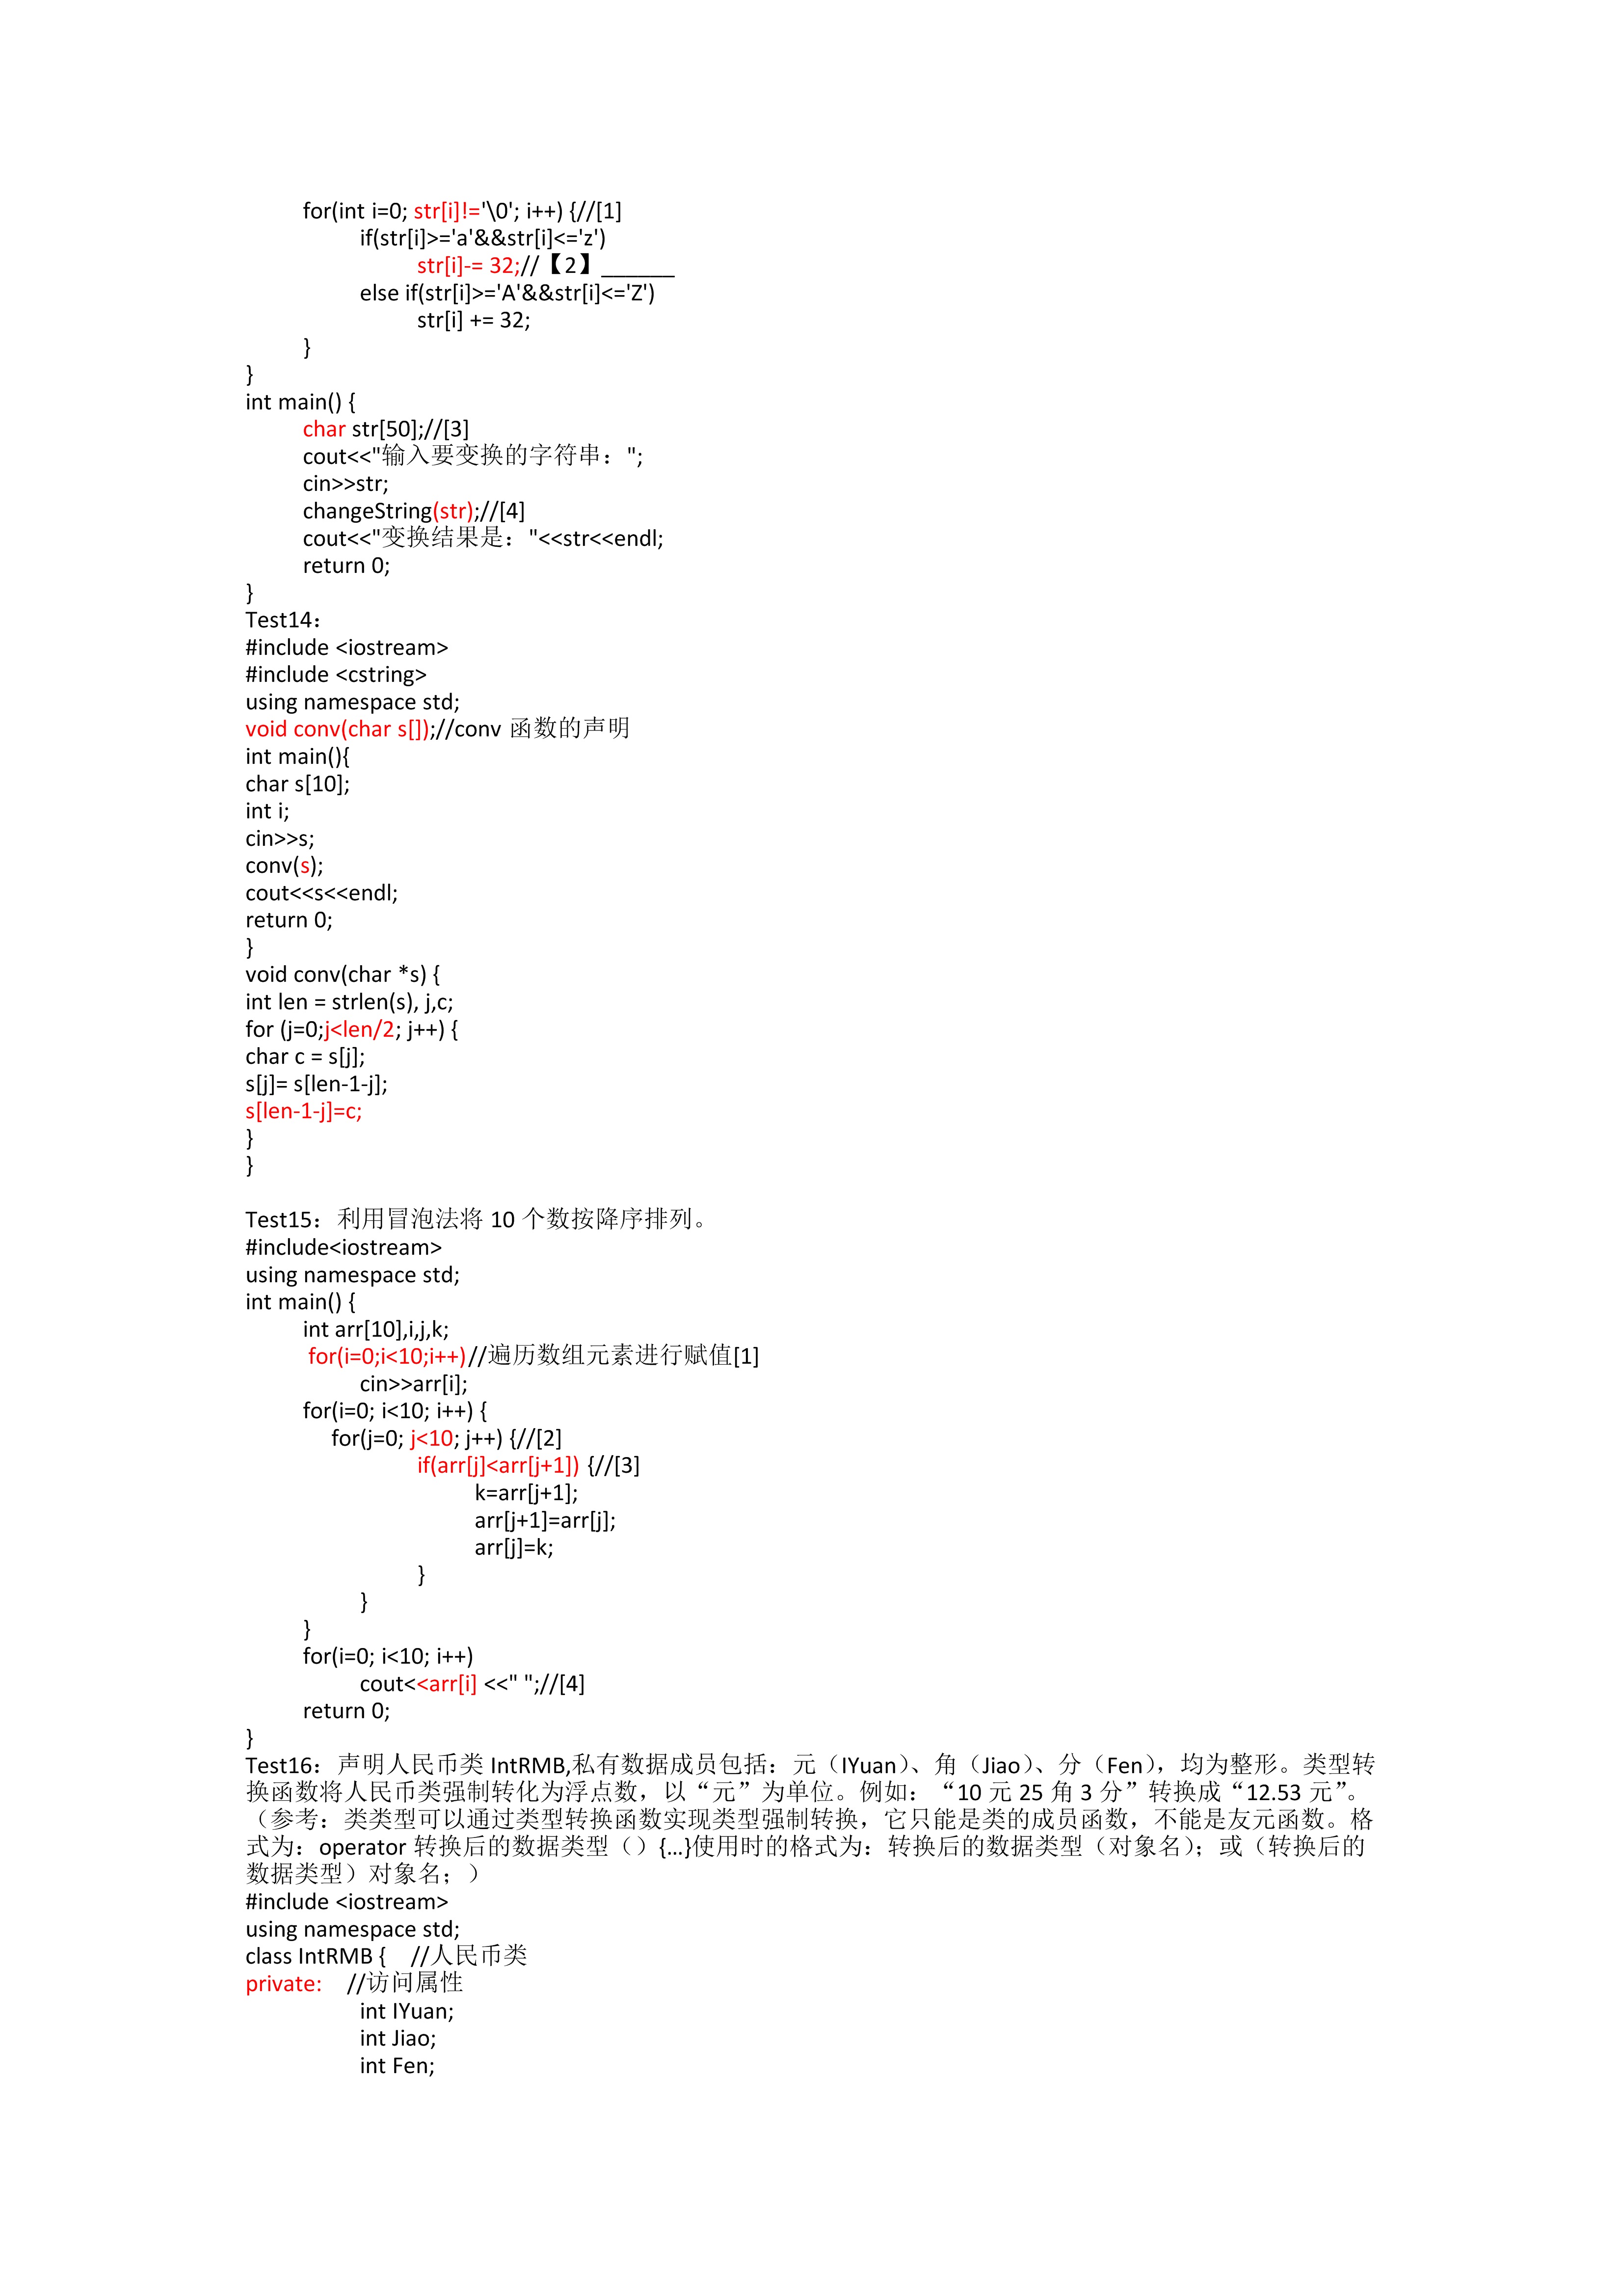 for(int i=0; str[i]!='\0'; i++) {//[1]
if(str[i]>='a'&&str[i]<='z')
str[i]-= 32;//【2】______
else if(str[i]>='A'&&str[i]<='Z')
str[i] += 32;
}
}
int main() {
char str[50];//[3]
cout<<"输入要变换的字符串：";
cin>>str;
changeString(str);//[4]
cout<<"变换结果是："<<str<<endl;
return 0;
}
Test14：
#include <iostream>
#include <cstring>
using namespace std;
void conv(char s[]);//conv 函数的声明
int main(){
char s[10];
int i;
cin>>s;
conv(s);
cout<<s<<endl;
return 0;
}
void conv(char *s) {
int len = strlen(s), j,c;
for (j=0;j<len/2; j++) {
char c = s[j];
s[j]= s[len-1-j];
s[len-1-j]=c;
}
}
Test15：利用冒泡法将 10 个数按降序排列。
#include<iostream>
using namespace std;
int main() {
int arr[10],i,j,k;
for(i=0;i<10;i++)//遍历数组元素进行赋值[1]
cin>>arr[i];
for(i=0; i<10; i++) {
for(j=0; j<10; j++) {//[2]
if(arr[j]<arr[j+1]) {//[3]
k=arr[j+1];
arr[j+1]=arr[j];
arr[j]=k;
}
}
}
for(i=0; i<10; i++)
cout<<arr[i] <<" ";//[4]
return 0;
}
Test16：声明人民币类 IntRMB,私有数据成员包括：元（IYuan）、角（Jiao）、分（Fen），均为整形。类型转
换函数将人民币类强制转化为浮点数，以“元”为单位。例如：“10 元 25 角 3 分”转换成“12.53 元”。
（参考：类类型可以通过类型转换函数实现类型强制转换，它只能是类的成员函数，不能是友元函数。格
式为：operator 转换后的数据类型（）{…}使用时的格式为：转换后的数据类型（对象名）；或（转换后的
数据类型）对象名；）
#include <iostream>
using namespace std;
class IntRMB { //人民币类
private: //访问属性
int IYuan;
int Jiao;
int Fen;